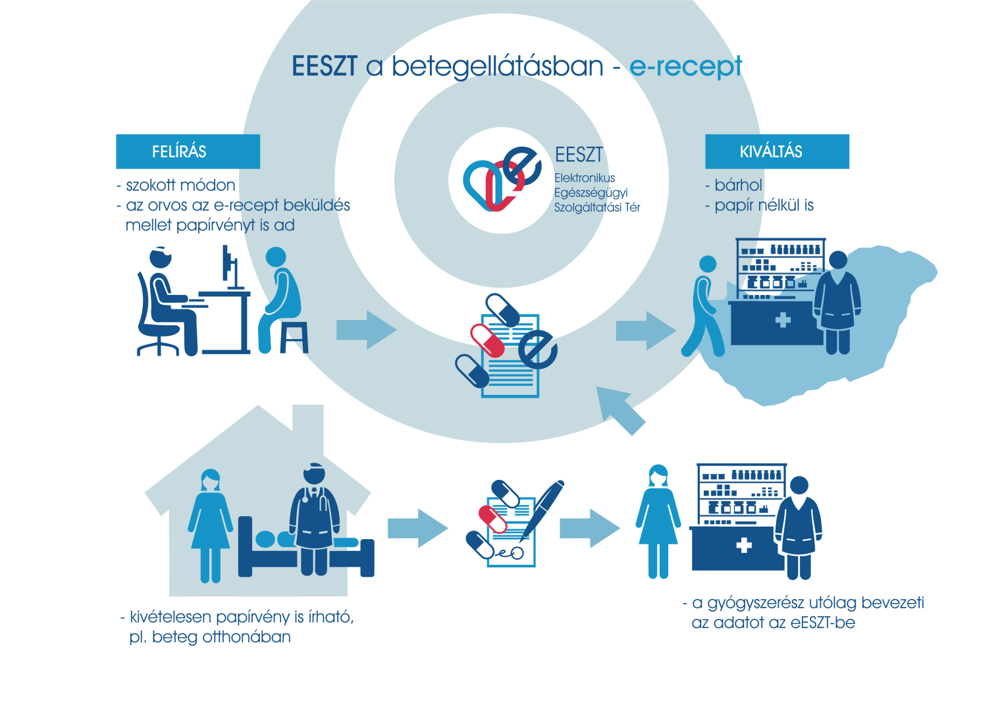 EESZT a betegellátásban - e-recept
FELÍRÁS
- szokott módon
- az orvos az e-recept beküldés
mellet papírvényt is ad
EESZT
Elektronikus
Egészségügyi
Szolgáltatási Tér
KIVÁLTÁS
- bárhol
- papír nélkül is
- kivételesen papírvény is írható,
pl. beteg otthonában
- a gyógyszerész utólag bevezeti
az adatot az eESZT-be